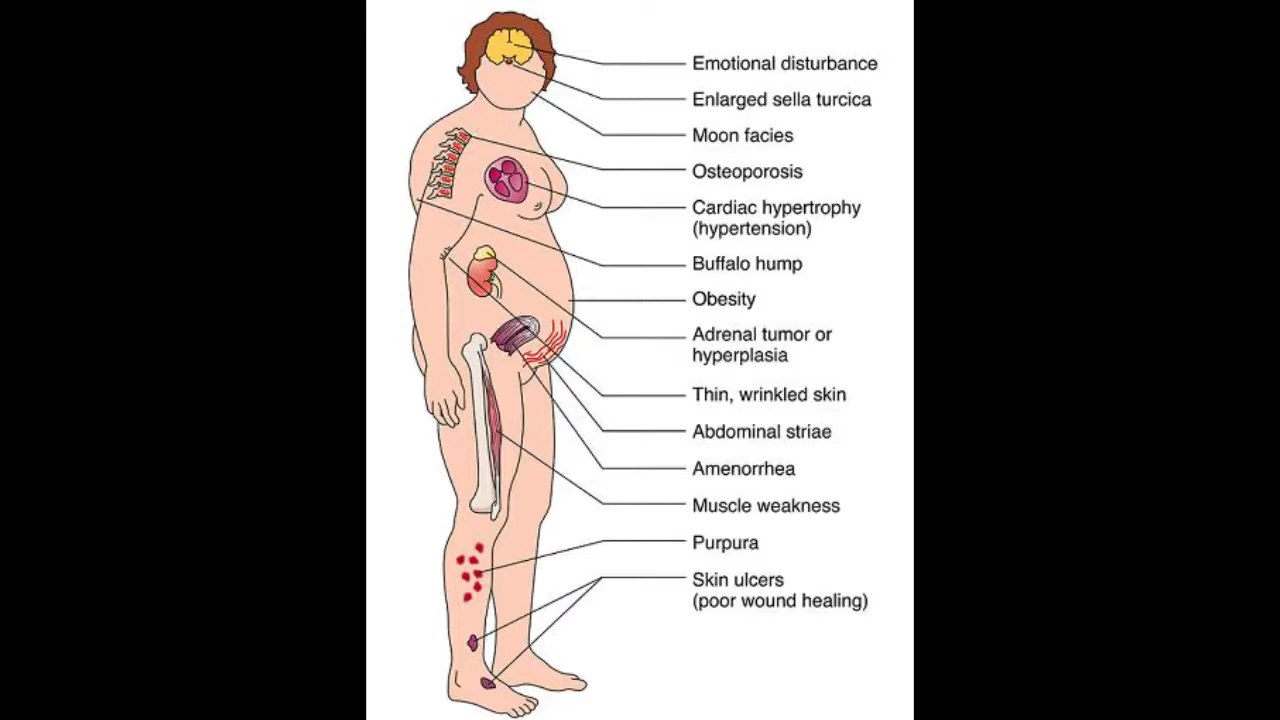 Emotional disturbance
Enlarged sella turcica
Moon facies
Osteoporosis
Cardiac hypertrophy
(hypertension)
Buffalo hump
Obesity
Adrenal tumor or
hyperplasia
Thin, wrinkled skin
Abdominal striae
Amenorrhea
Muscle weakness
Purpura
Skin ulcers
(poor wound healing)